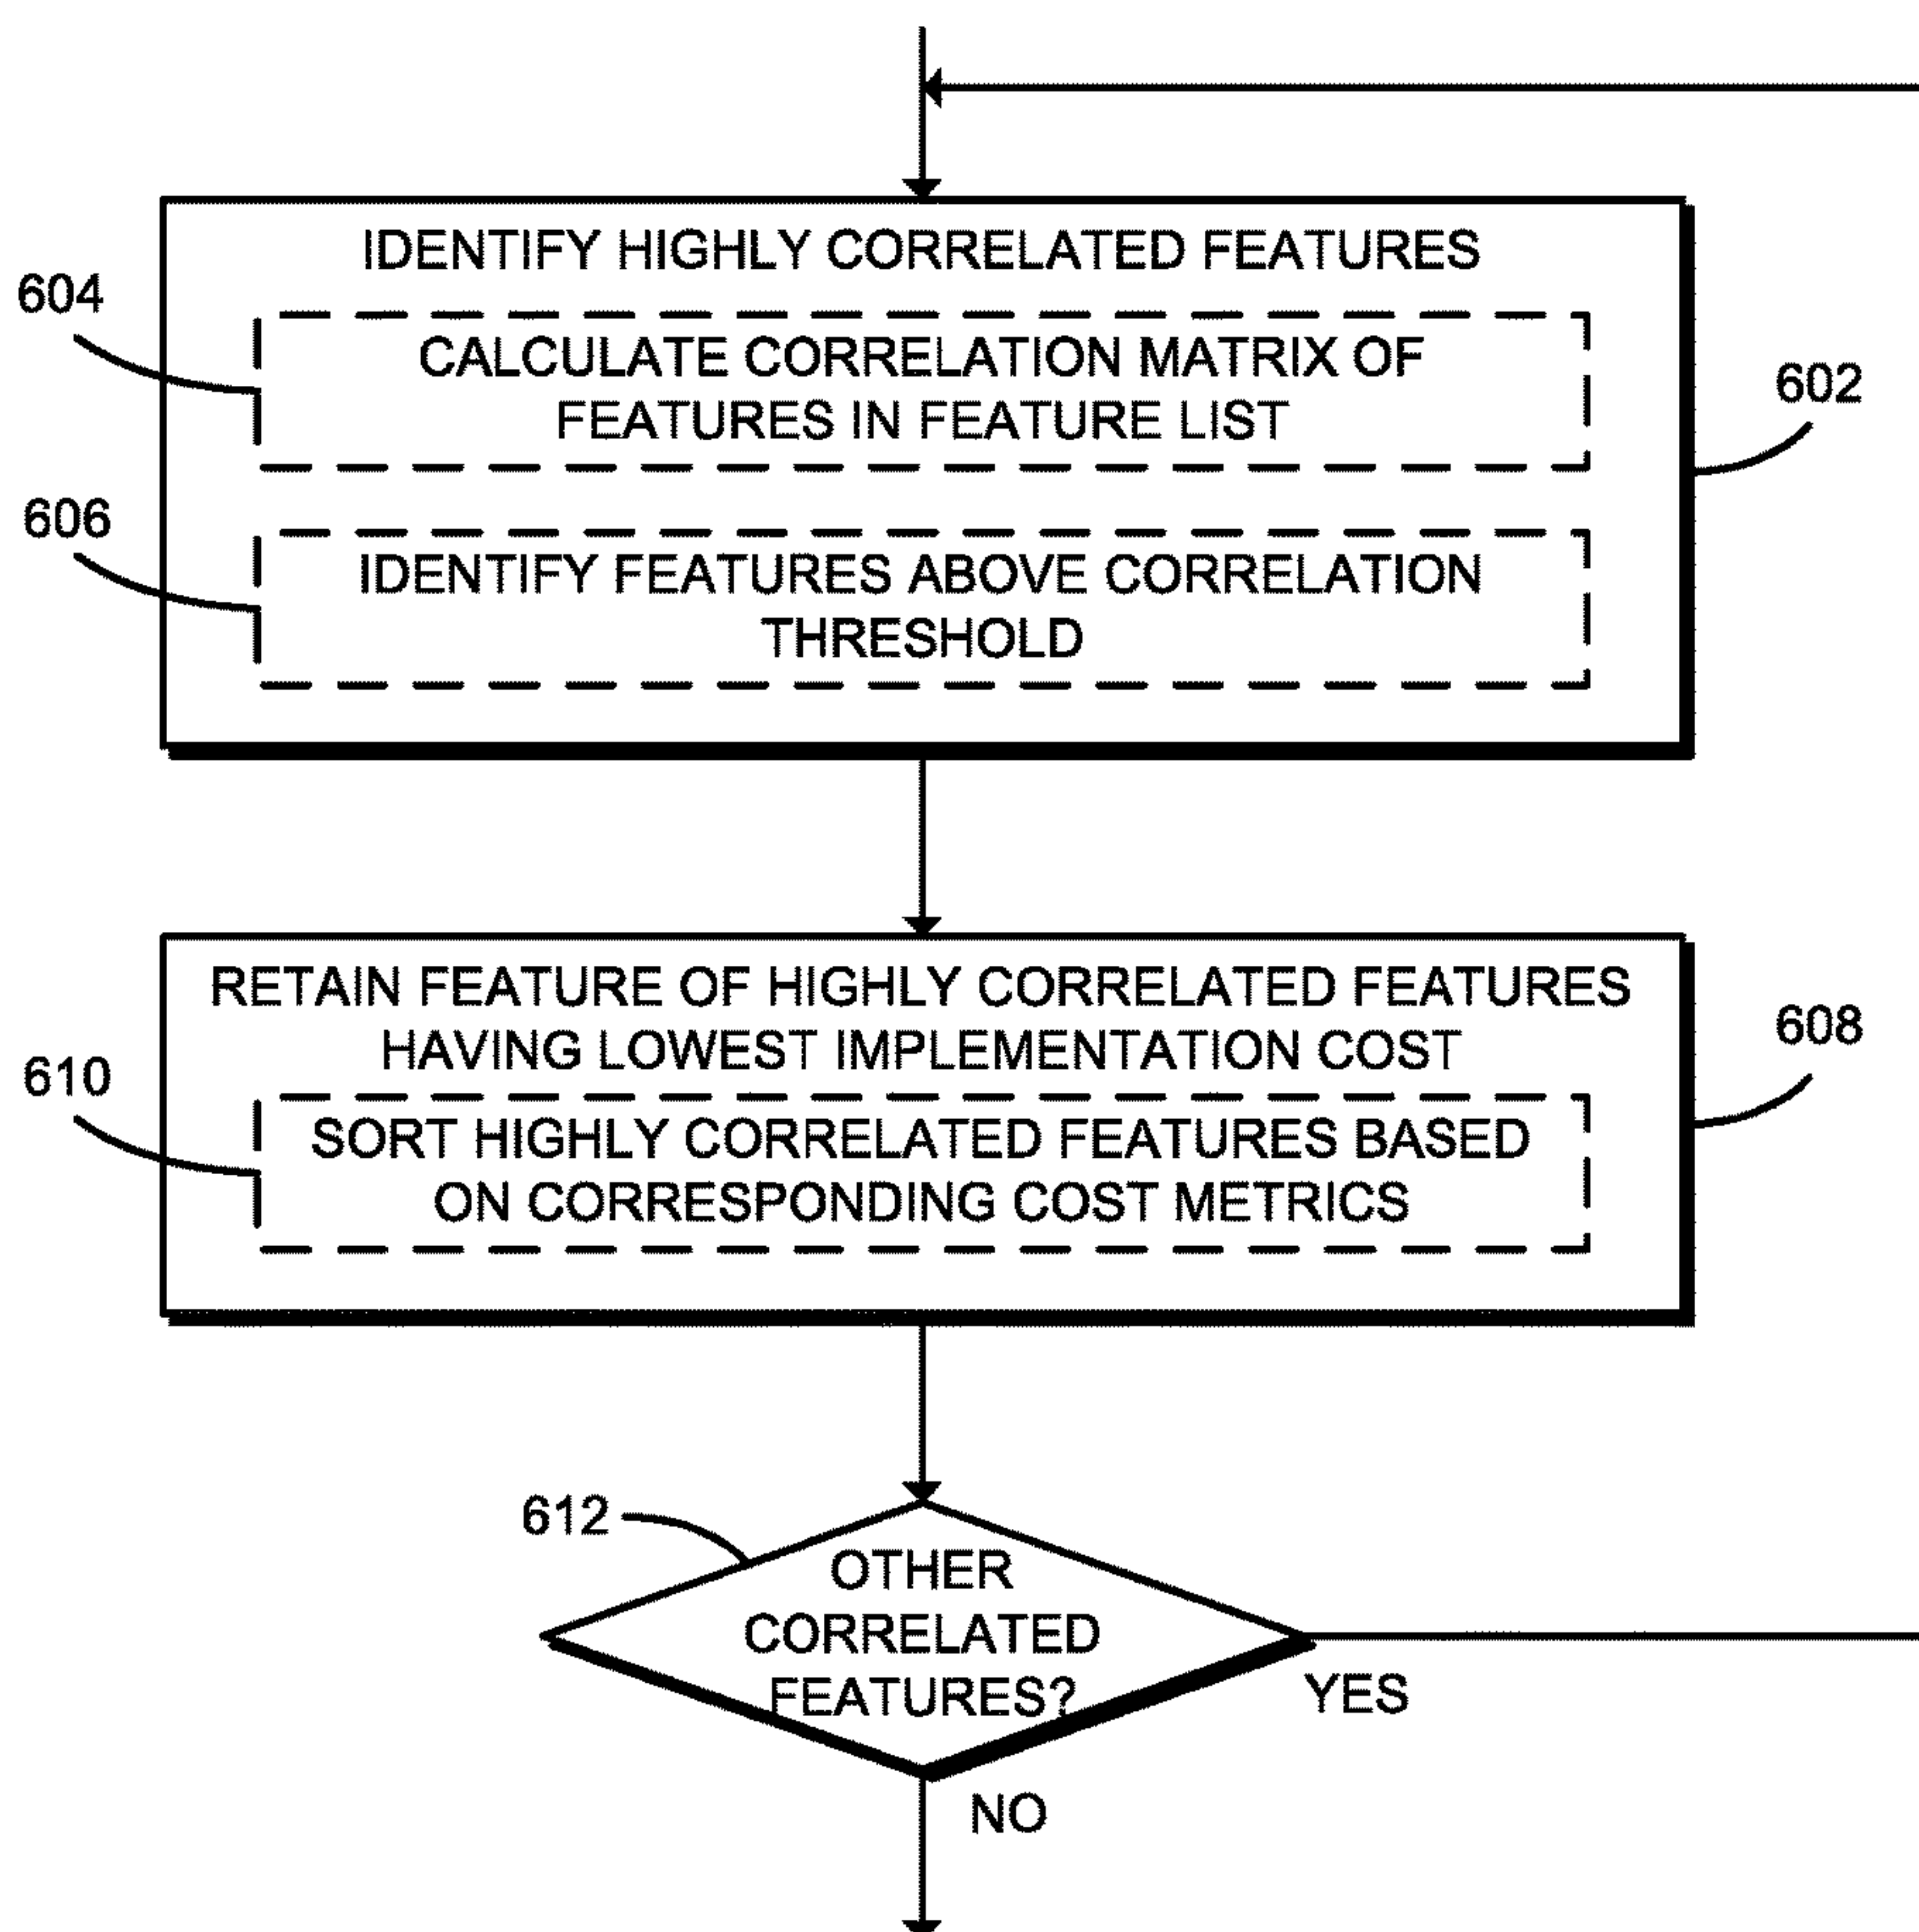 IDENTIFY HIGHLY CORRELATED FEATURES
604
CALCULATE CORRELATION MATRIX OF
FEATURES IN FEATURE LIST
602
606
IDENTIFY FEATURES ABOVE CORRELATION
THRESHOLD
RETAIN FEATURE OF HIGHLY CORRELATED FEATURES
HAVING LOWEST IMPLEMENTATION COST
608
610
SORT HIGHLY CORRELATED FEATURES BASED
ON CORRESPONDING COST METRICS
612
OTHER
CORRELATED
FEATURES?
YES
NO